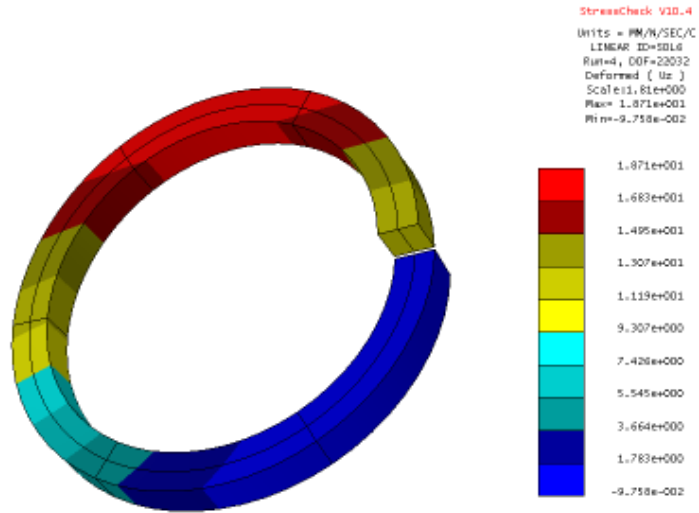 StressCheck V10.4
Units = MM/N/SEC/C
LINEAR ID=SOL6
Run=4, DOF=22032
Deformed ( Uz )
Scale:1.81e+000
Max= 1.871e+001
Min=-9.758e-002
1.871e+001
1.683e+001
1.495e+001
1.307e+001
1.119e+001
9.307e+000
7.426e+000
5.545e+000
3.664e+000
1.783e+000
-9.758e-002